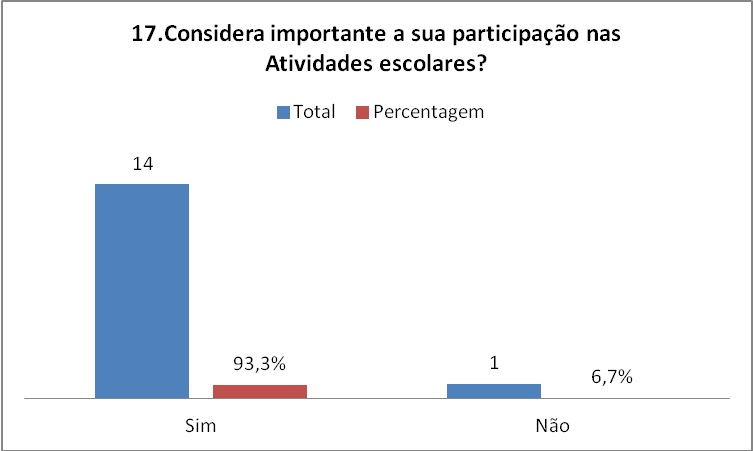 17.Considera importante a sua participação nas
Atividades escolares?
Total Percentagem
14
93,3%
1
6,7%
Sim Não